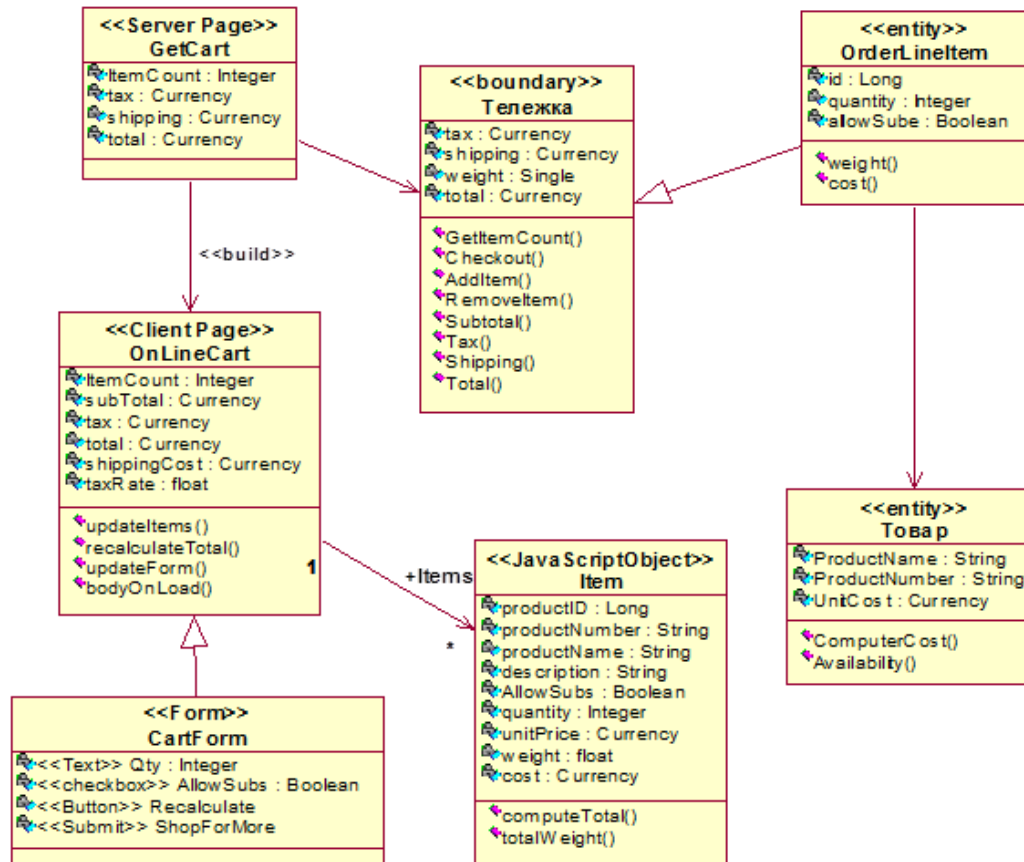 <<Server Page>>
GetCart
ItemCount : Integer
tax : Currency
shipping : Currency
total : Currency
<<boundary>>
Тележка
tax : Currency
shipping : Currency
weight : Single
total : Currency
GetItemCount()
Checkout()
AddItem()
RemoveItem()
Subtotal()
Tax()
Shipping()
Total()
<<entity>>
OrderLineItem
id : Long
quantity : Integer
allowSube : Boolean
weight()
cost()
<<build>>
<<Client Page>>
OnLineCart
ItemCount : Integer
subTotal : Currency
tax : Currency
total : Currency
shippingCost : Currency
taxRate : float
updateItems()
recalculateTotal()
updateForm()
bodyOnLoad()
1
+Items
*
<<JavaScriptObject>>
Item
productID : Long
productNumber : String
productName : String
description : String
AllowSubs : Boolean
quantity : Integer
unitPrice : Currency
weight : float
cost : Currency
computeTotal()
totalWeight()
<<entity>>
Товар
ProductName : String
ProductNumber : String
UnitCost : Currency
ComputerCost()
Availability()
<<Form>>
CartForm
<<Text>> Qty : Integer
<<checkbox>> AllowSubs : Boolean
<<Button>> Recalculate
<<Submit>> ShopForMore